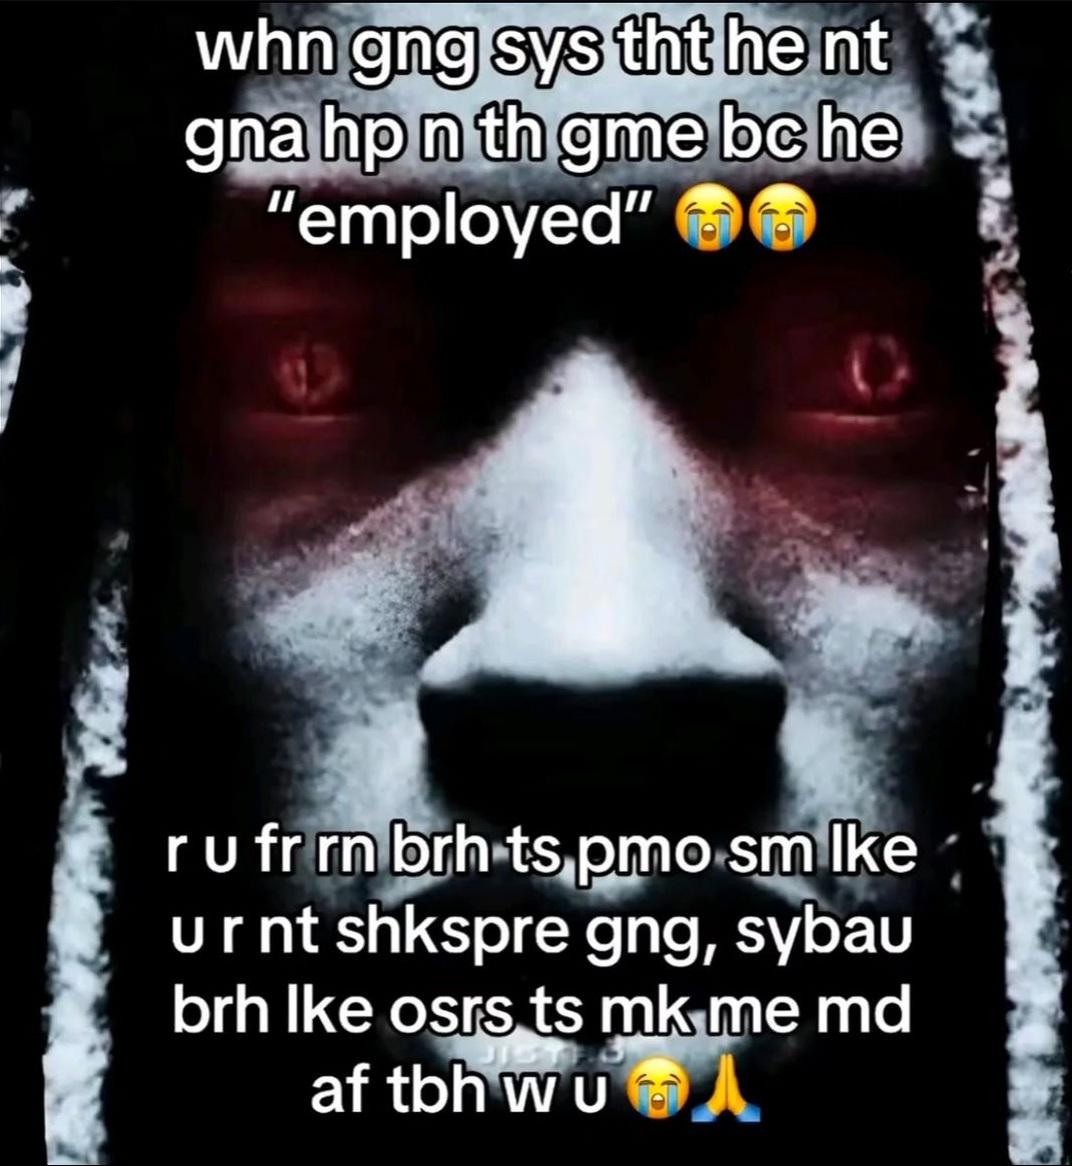 whn gng sys tht he nt
gna hp n th gme bc he
“employed” 😭😭
r u fr rn brh ts pmo sm lke
u r nt shkspre gng, sybau
brh lke osrs ts mk me md
af tbh w u 😭🙏